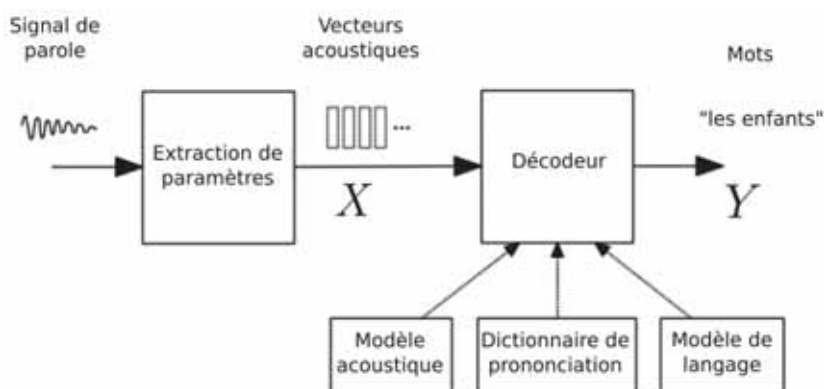 Signal de
parole
Vecteurs
acoustiques
Mots
"les enfants"
Extraction de
paramètres
...
X
Décodeur
Y
Modèle
acoustique
Dictionnaire de
prononciation
Modèle de
langage